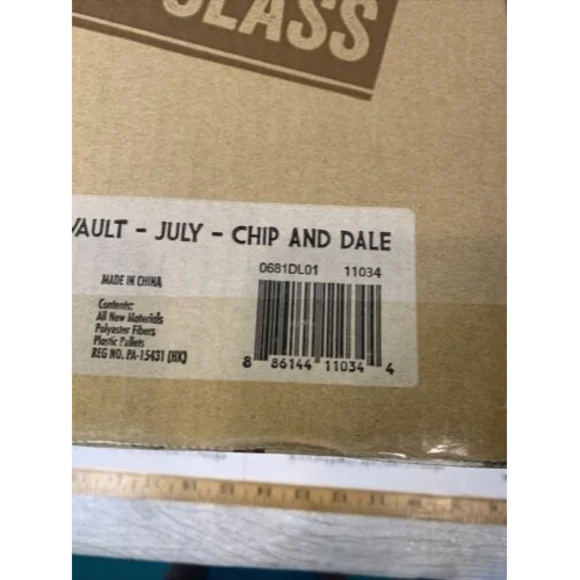 GLASS
VAULT - JULY - CHIP AND DALE
0681DL01 11034
MADE IN CHINA
Contents:
All New Materials
Polyester Fibers
Plastic Pellets
REG NO. PA-15431 (HK)
8 86144 11034 4